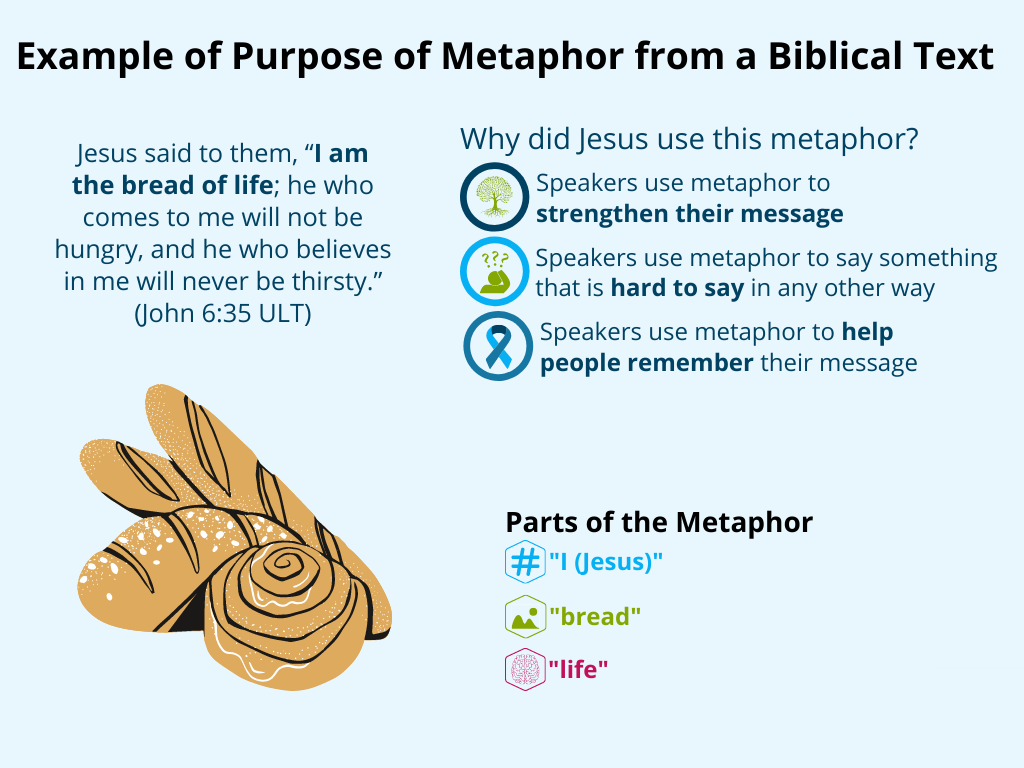 Example of Purpose of Metaphor from a Biblical Text
Jesus said to them, “I am
the bread of life; he who
comes to me will not be
hungry, and he who believes
in me will never be thirsty.”
(John 6:35 ULT)
Why did Jesus use this metaphor?
Speakers use metaphor to
strengthen their message
???
Speakers use metaphor to say something
that is hard to say in any other way
Speakers use metaphor to help
people remember their message
Parts of the Metaphor
# "I (Jesus)"
"bread"
"life"